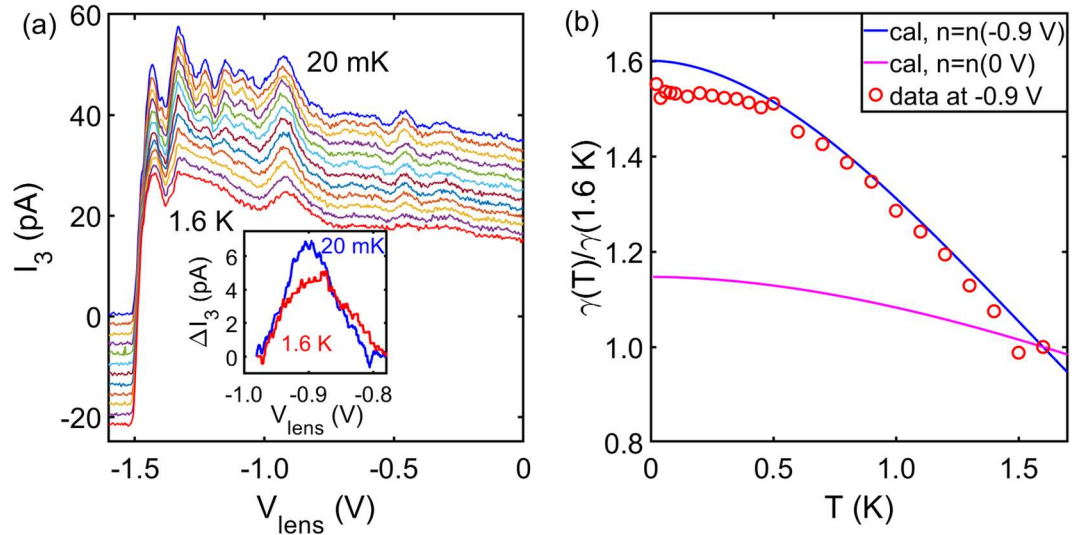 (a)
60
40
20
0
-20
I3 (pA)
20 mK
1.6 K
6
4
2
0
ΔI3 (pA)
20 mK
1.6 K
-1.0 -0.9 -0.8
Vlens (V)
-1.5 -1.0 -0.5 0
Vlens (V)
(b)
1.6
1.4
1.2
1.0
0.8
γ(T)/γ(1.6 K)
cal, n=n(-0.9 V)
cal, n=n(0 V)
data at -0.9 V
0 0.5 1.0 1.5
T (K)